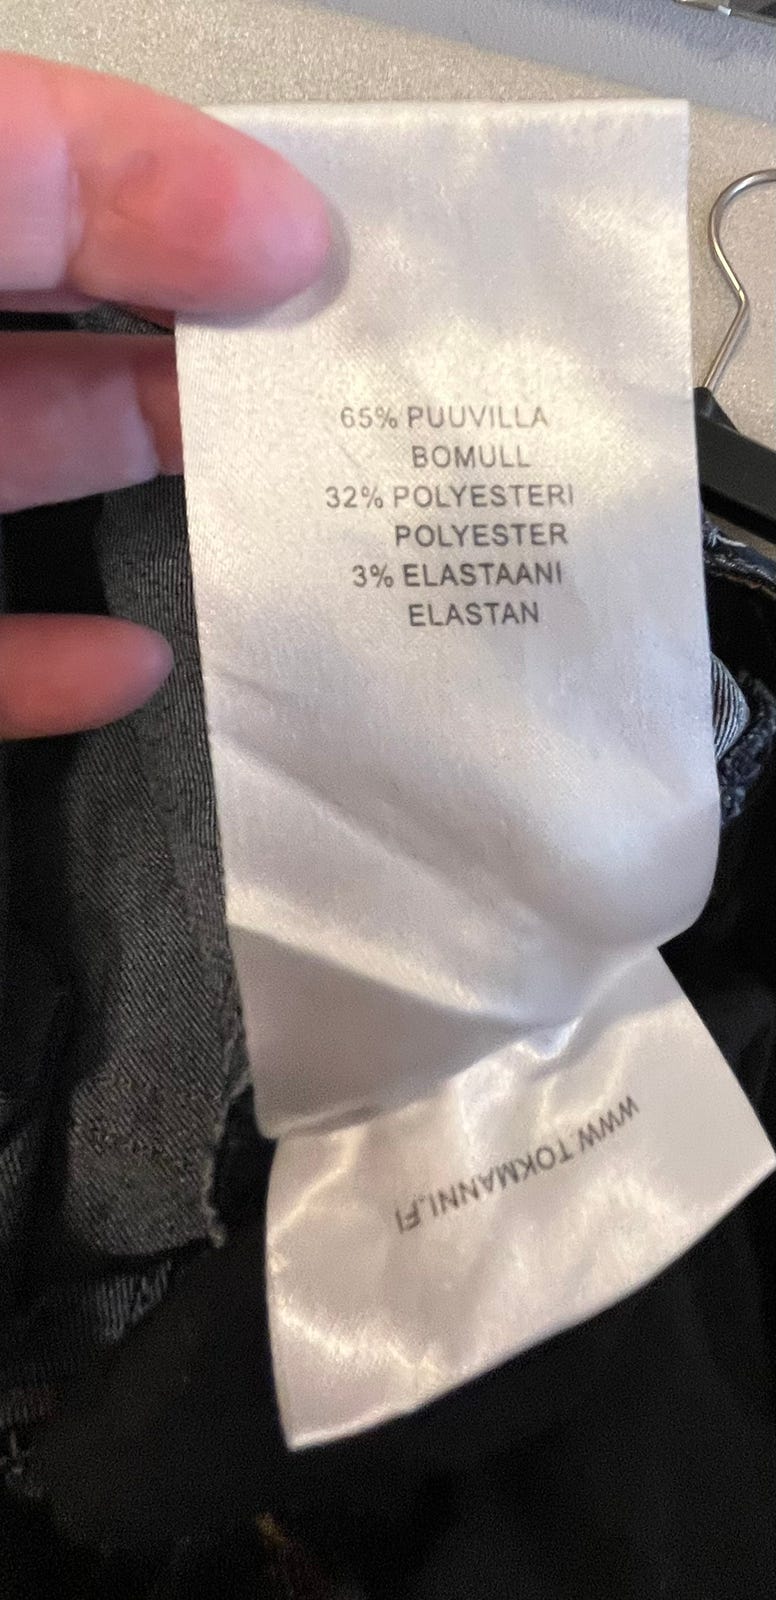 65% PUUVILLA
BOMULL
32% POLYESTERI
POLYESTER
3% ELASTAANI
ELASTAN
WWW.TOKMANNI.FI